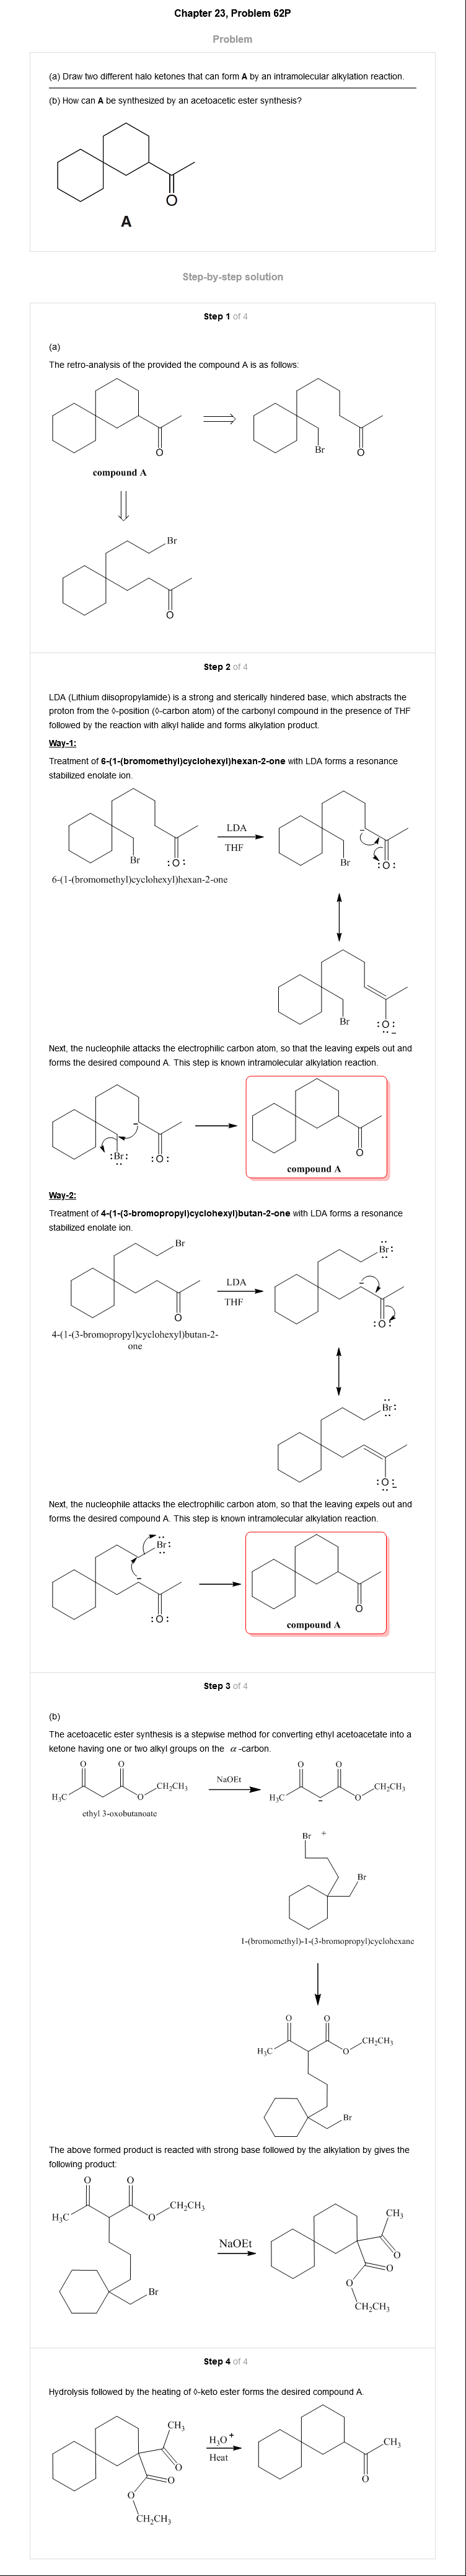 Chapter 23, Problem 62P
Problem
(a) Draw two different halo ketones that can form A by an intramolecular alkylation reaction.
(b) How can A be synthesized by an acetoacetic ester synthesis?
O
A
Step-by-step solution
Step 1 of 4
(a)
The retro-analysis of the provided the compound A is as follows:
O
Br
O
compound A
Br
O
Step 2 of 4
LDA (Lithium diisopropylamide) is a strong and sterically hindered base, which abstracts the
proton from the ◊-position (◊-carbon atom) of the carbonyl compound in the presence of THF
followed by the reaction with alkyl halide and forms alkylation product.
Way-1:
Treatment of 6-(1-(bromomethyl)cyclohexyl)hexan-2-one with LDA forms a resonance
stabilized enolate ion.
LDA
THF
Br
:O:
Br
:O:
6-(1-(bromomethyl)cyclohexyl)hexan-2-one
Br
:O:
Next, the nucleophile attacks the electrophilic carbon atom, so that the leaving expels out and
forms the desired compound A. This step is known intramolecular alkylation reaction.
:Br:
:O:
O
compound A
Way-2:
Treatment of 4-(1-(3-bromopropyl)cyclohexyl)butan-2-one with LDA forms a resonance
stabilized enolate ion.
Br
Br:
LDA
THF
O
:O:
4-(1-(3-bromopropyl)cyclohexyl)butan-2-
one
Br:
:O:
Next, the nucleophile attacks the electrophilic carbon atom, so that the leaving expels out and
forms the desired compound A. This step is known intramolecular alkylation reaction.
Br:
:O:
O
compound A
Step 3 of 4
(b)
The acetoacetic ester synthesis is a stepwise method for converting ethyl acetoacetate into a
ketone having one or two alkyl groups on the α -carbon.
O O
O O
NaOEt
H₃C O CH₂CH₃
H₃C O CH₂CH₃
ethyl 3-oxobutanoate
Br +
Br
1-(bromomethyl)-1-(3-bromopropyl)cyclohexane
O O
H₃C O CH₂CH₃
Br
The above formed product is reacted with strong base followed by the alkylation by gives the
following product:
O O
H₃C O CH₂CH₃
Br
NaOEt
CH₃
O
O
O
CH₂CH₃
Step 4 of 4
Hydrolysis followed by the heating of ◊-keto ester forms the desired compound A.
CH₃
O
O
O
CH₂CH₃
H₃O⁺
Heat
CH₃
O